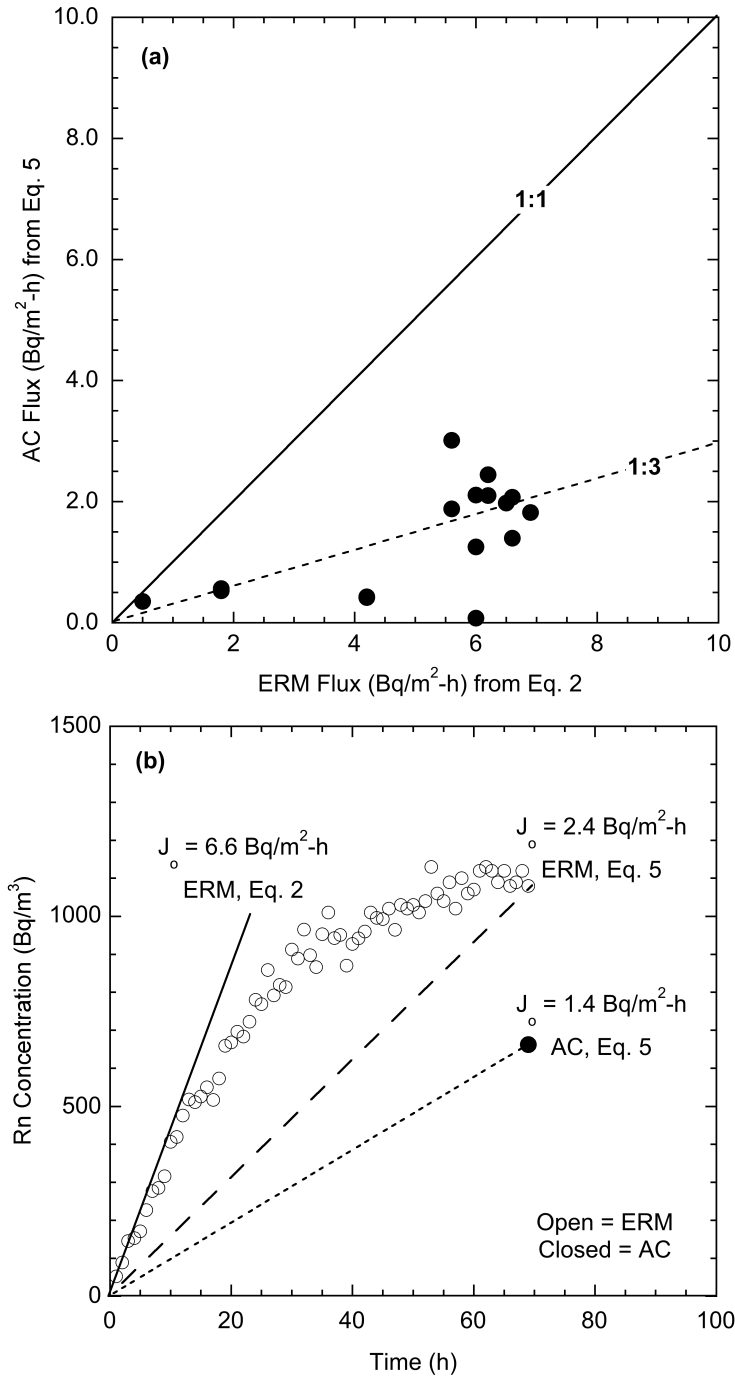 10.0
(a)
8.0
1:1
6.0
4.0
1:3
2.0
0.0
0 2 4 6 8 10
AC Flux (Bq/m²-h) from Eq. 5
ERM Flux (Bq/m²-h) from Eq. 2
1500
(b)
Jo = 6.6 Bq/m²-h
ERM, Eq. 2
Jo = 2.4 Bq/m²-h
ERM, Eq. 5
1000
Jo = 1.4 Bq/m²-h
AC, Eq. 5
500
Open = ERM
Closed = AC
0
0 20 40 60 80 100
Rn Concentration (Bq/m³)
Time (h)